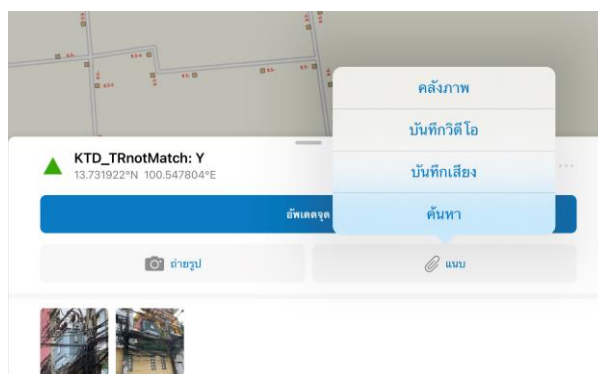 คลังภาพ
บันทึกวิดีโอ
บันทึกเสียง
ค้นหา
KTD_TRnotMatch: Y
13.731922°N 100.547804°E
อัพเดตจุด
ถ่ายรูป
แนบ